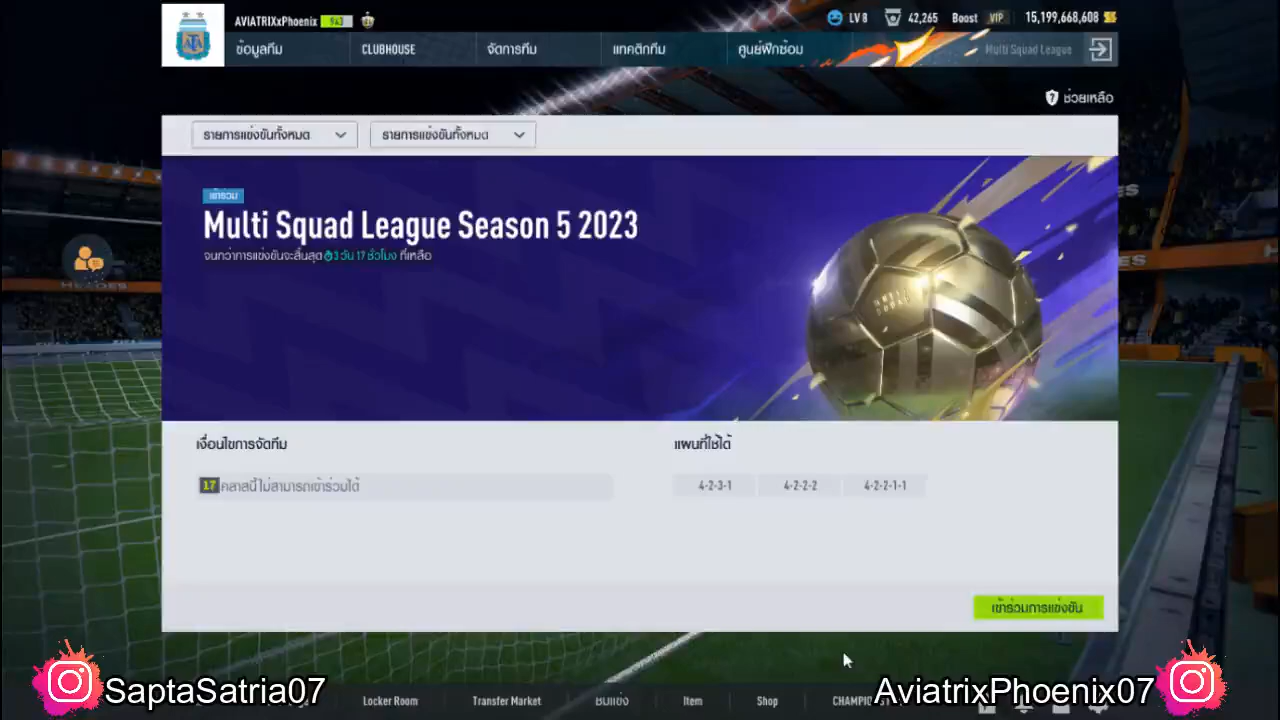 AVIATRIXxPhoenix 943
LV 8 42,265 Boost VIP 15,199,668,608
ข้อมูลทีม CLUBHOUSE จัดการทีม แทคติกทีม ศูนย์ฝึกซ้อม Multi Squad League
ช่วยเหลือ
รายการแข่งขันทั้งหมด รายการแข่งขันทั้งหมด
เข้าร่วม
Multi Squad League Season 5 2023
จนกว่าการแข่งขันจะสิ้นสุด 3 วัน 17 ชั่วโมง ที่เหลือ
เงื่อนไขการจัดทีม แผนที่ใช้ได้
17 คลาสนี้ไม่สามารถเข้าร่วมได้ 4-2-3-1 4-2-2-2 4-2-2-1-1
เข้าร่วมการแข่งขัน
SaptaSatria07 AviatrixPhoenix07
Locker Room Transfer Market ชมแข่ง Item Shop